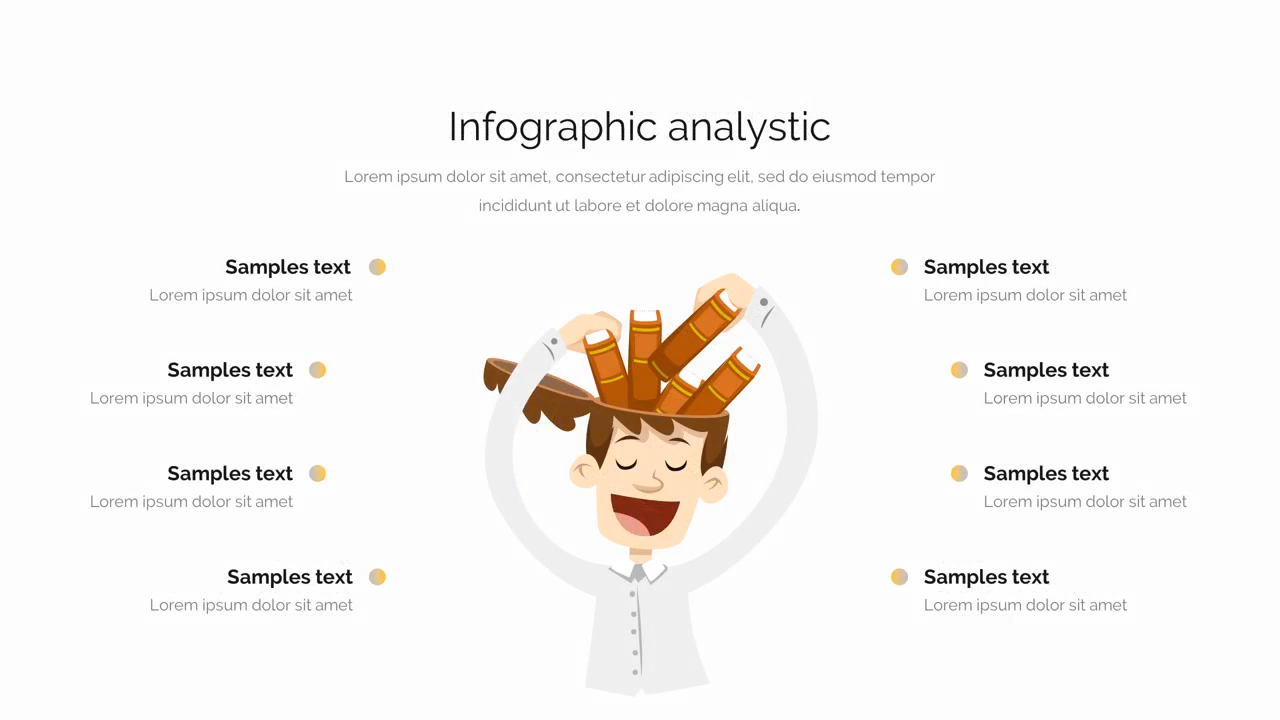 Infographic analystic
Lorem ipsum dolor sit amet, consectetur adipiscing elit, sed do eiusmod tempor
incididunt ut labore et dolore magna aliqua.
Samples text
Lorem ipsum dolor sit amet
Samples text
Lorem ipsum dolor sit amet
Samples text
Lorem ipsum dolor sit amet
Samples text
Lorem ipsum dolor sit amet
Samples text
Lorem ipsum dolor sit amet
Samples text
Lorem ipsum dolor sit amet
Samples text
Lorem ipsum dolor sit amet
Samples text
Lorem ipsum dolor sit amet